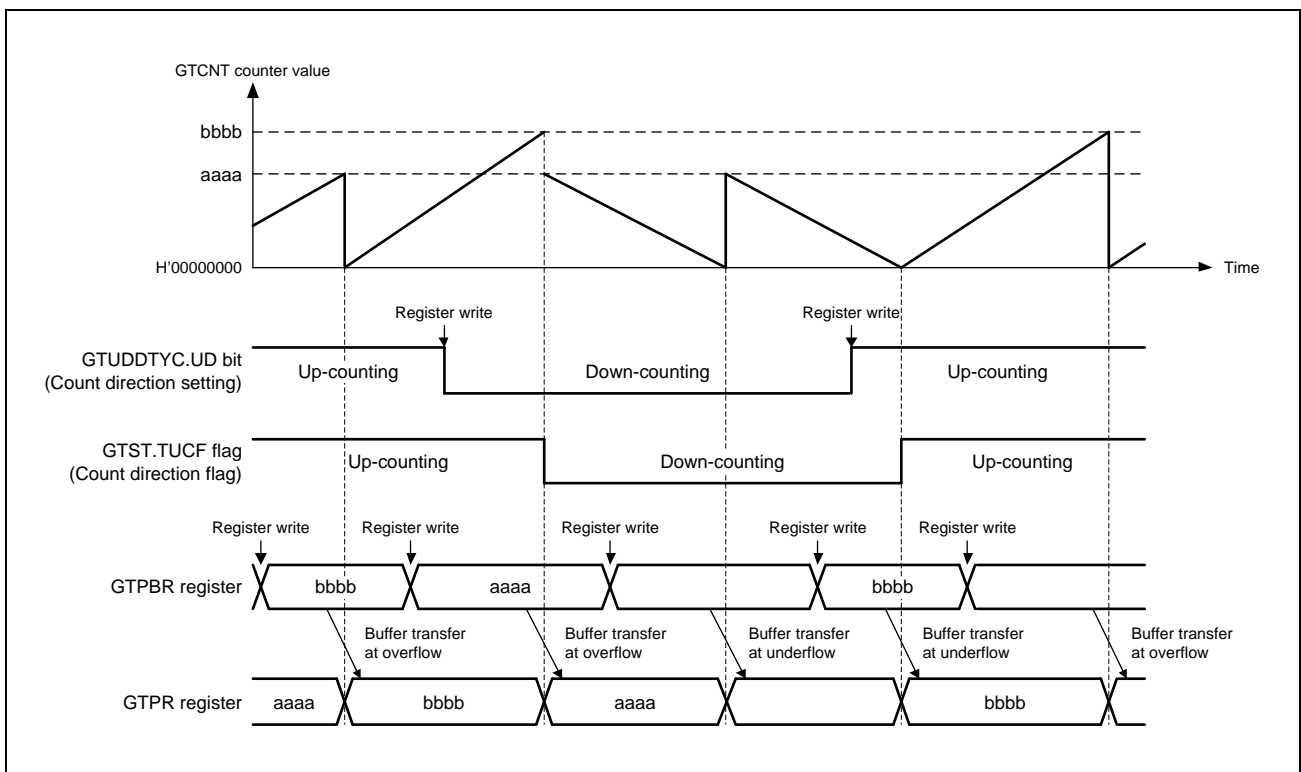 GTCNT counter value
bbbb
aaaa
H'00000000
Time
Register write
Register write
GTUDDTYC.UD bit
(Count direction setting)
Up-counting
Down-counting
Up-counting
GTST.TUCF flag
(Count direction flag)
Up-counting
Down-counting
Up-counting
Register write
Register write
Register write
Register write
Register write
GTPBR register
bbbb
aaaa
bbbb
Buffer transfer
at overflow
Buffer transfer
at overflow
Buffer transfer
at underflow
Buffer transfer
at underflow
Buffer transfer
at overflow
GTPR register
aaaa
bbbb
aaaa
bbbb